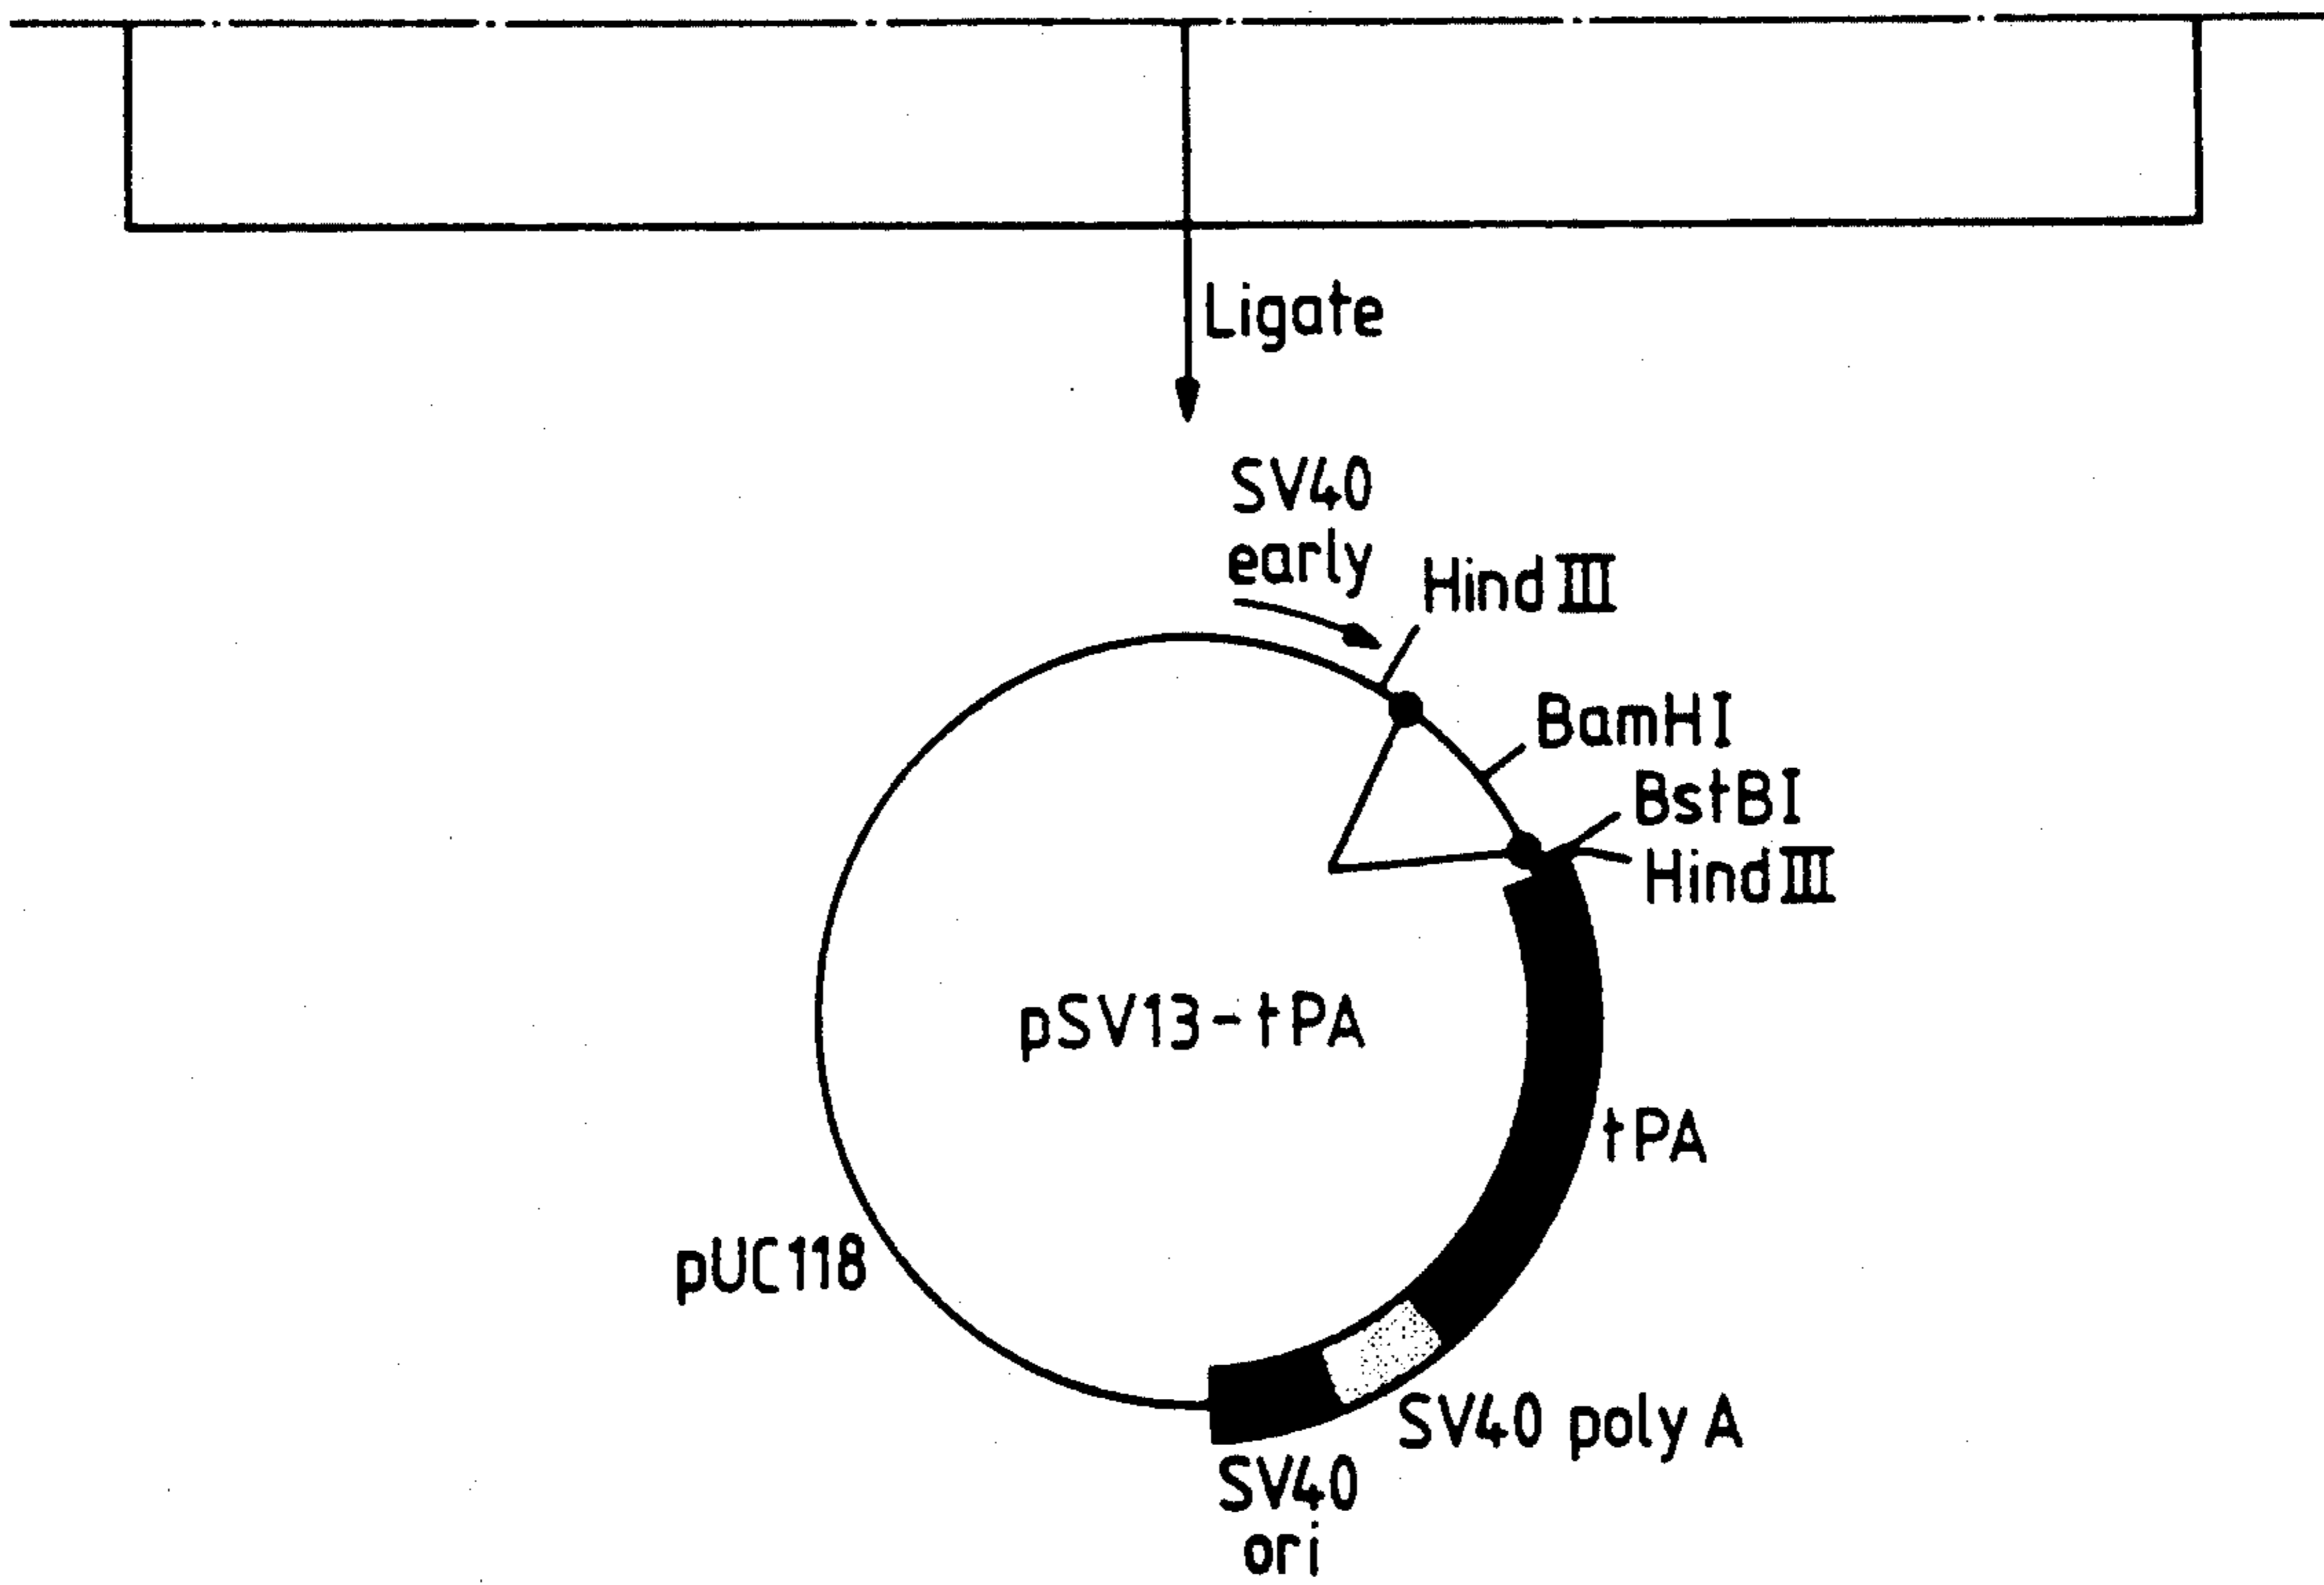 Ligate
SV40
early
Hind III
BamHI
BstBI
Hind III
pSV13-tPA
tPA
pUC118
SV40 poly A
SV40
ori